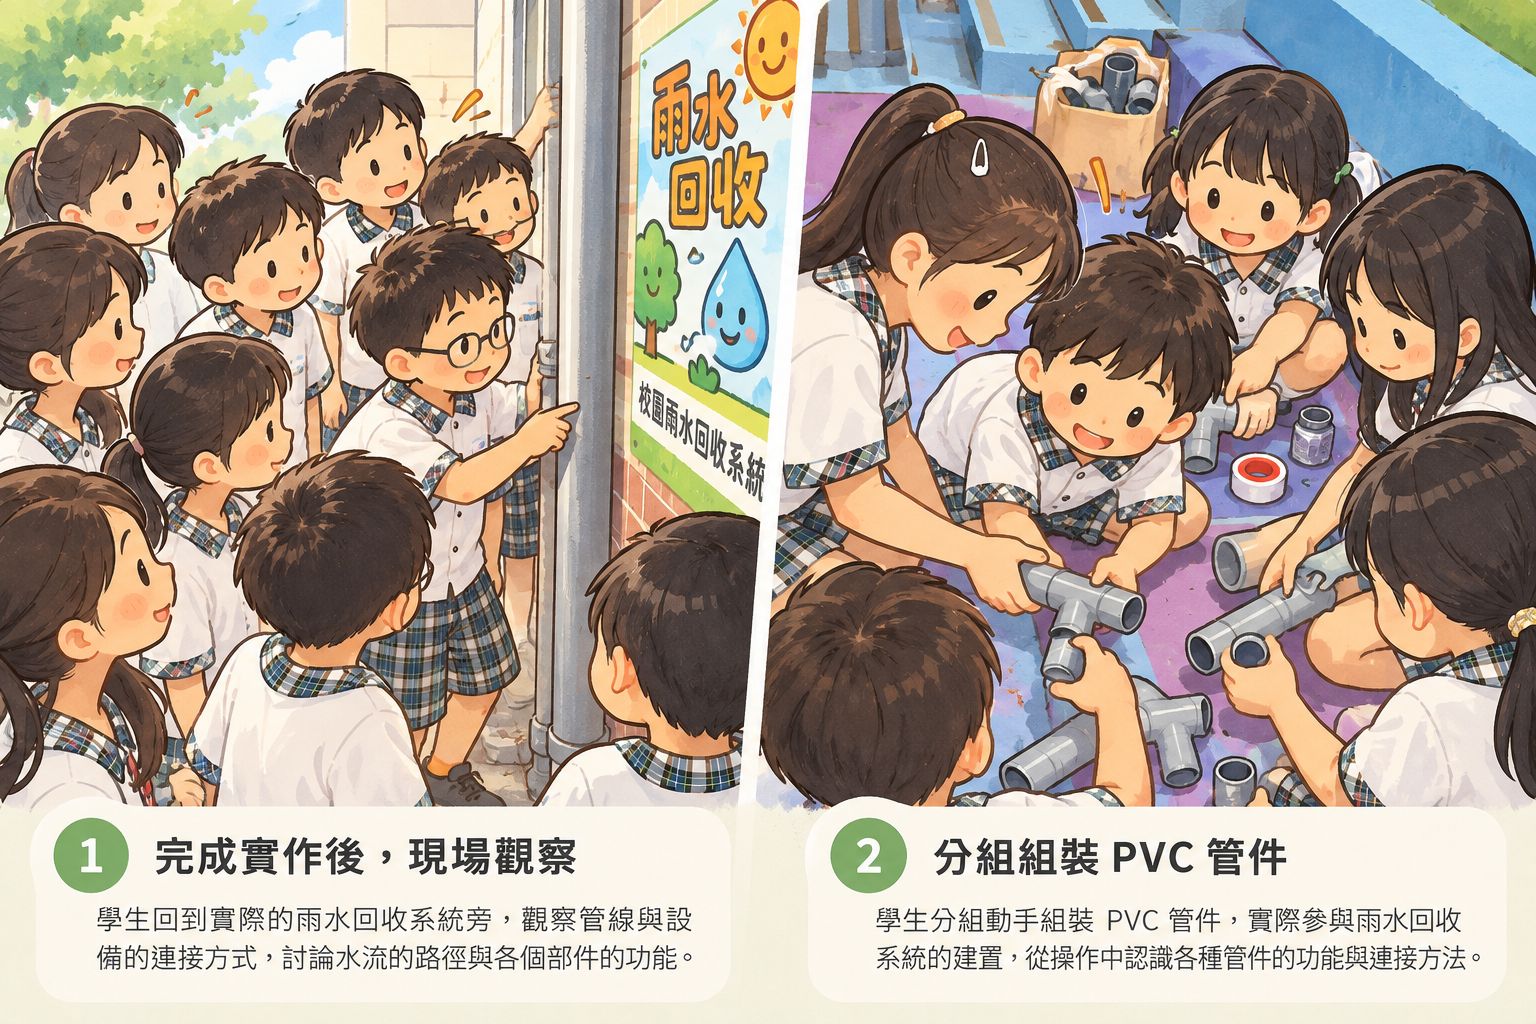 雨水
回收
校園雨水回收系統
1 完成實作後，現場觀察
學生回到實際的雨水回收系統旁，觀察管線與設
備的連接方式，討論水流的路徑與各個部件的功能。
2 分組組裝 PVC 管件
學生分組動手組裝 PVC 管件，實際參與雨水回收
系統的建置，從操作中認識各種管件的功能與連接方法。